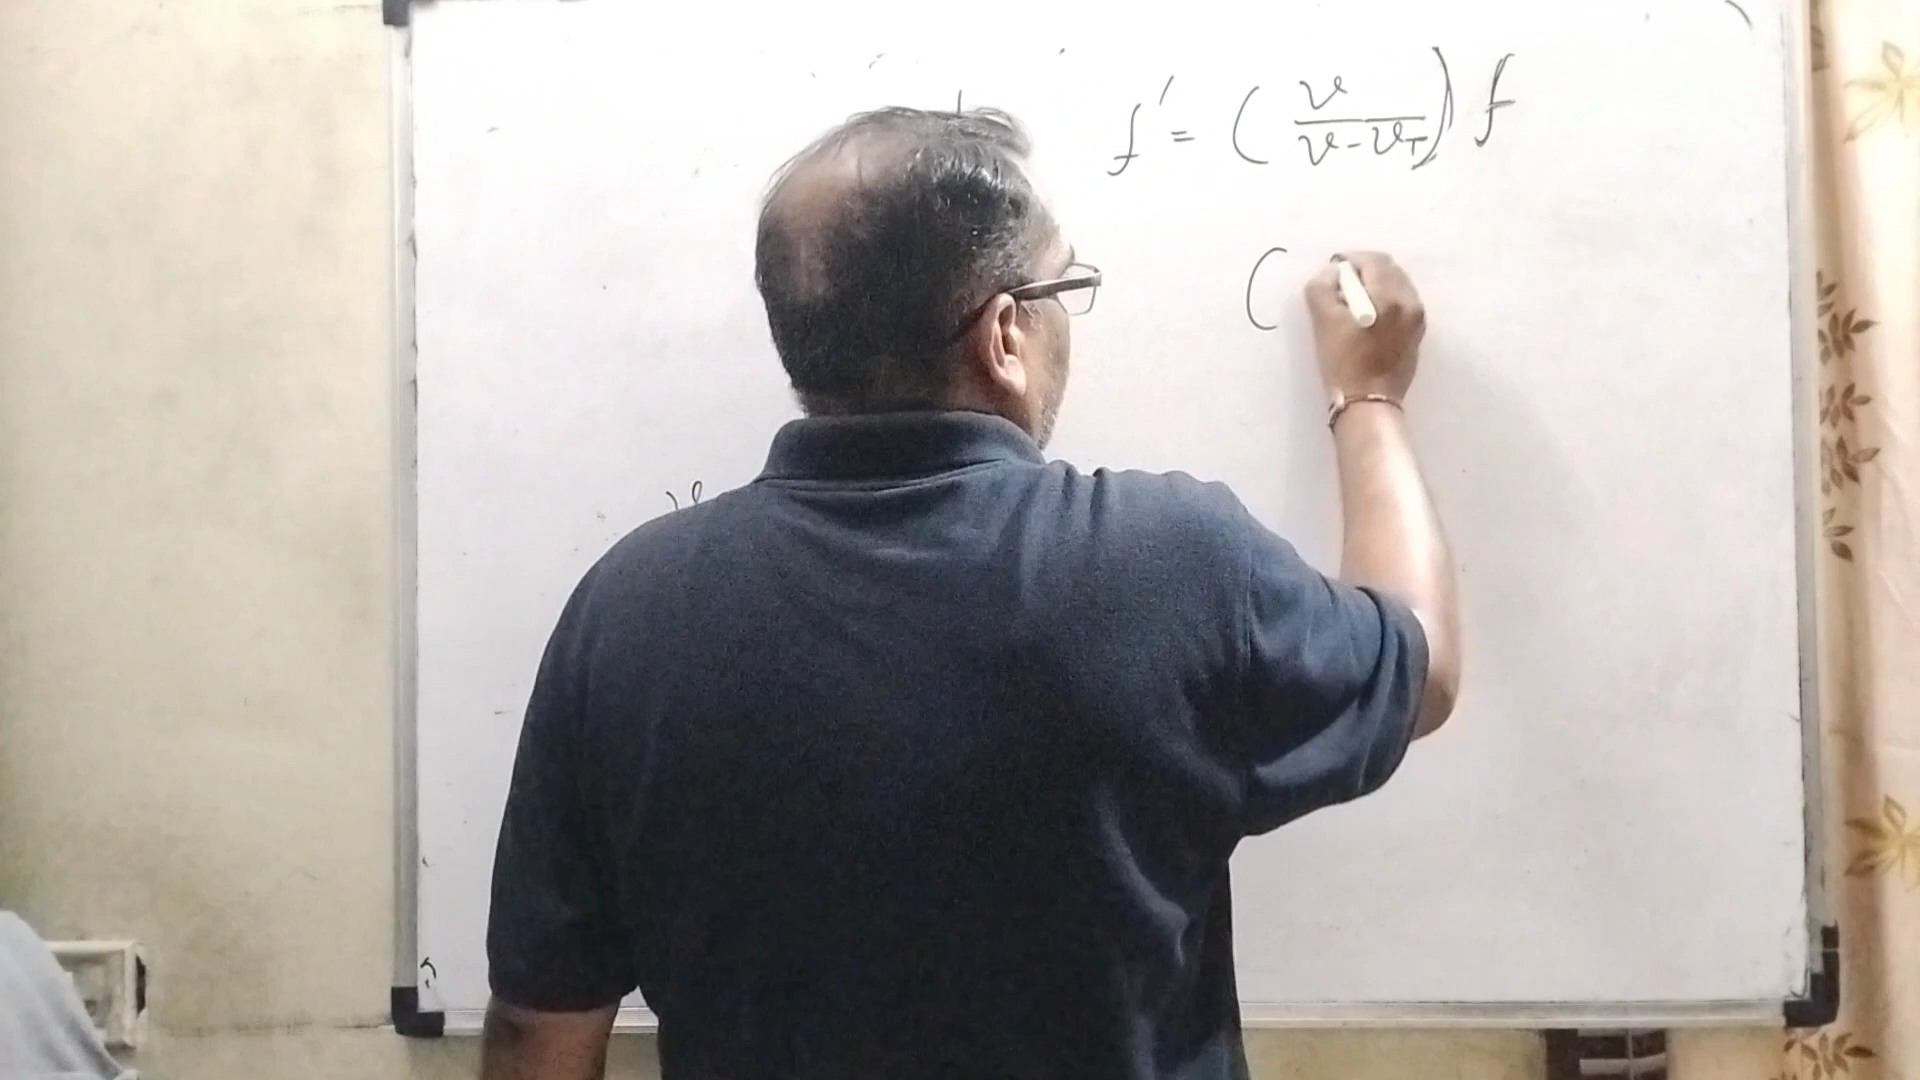 f' = ( v / v - v_T ) f
(
v